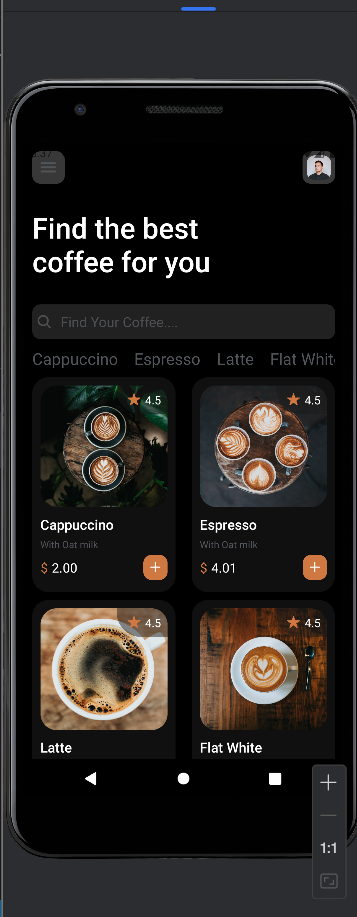 Find the best
coffee for you
Find Your Coffee....
Cappuccino Espresso Latte Flat White
4.5 4.5
Cappuccino Espresso
With Oat milk With Oat milk
$ 2.00 $ 4.01
4.5 4.5
Latte Flat White
1:1